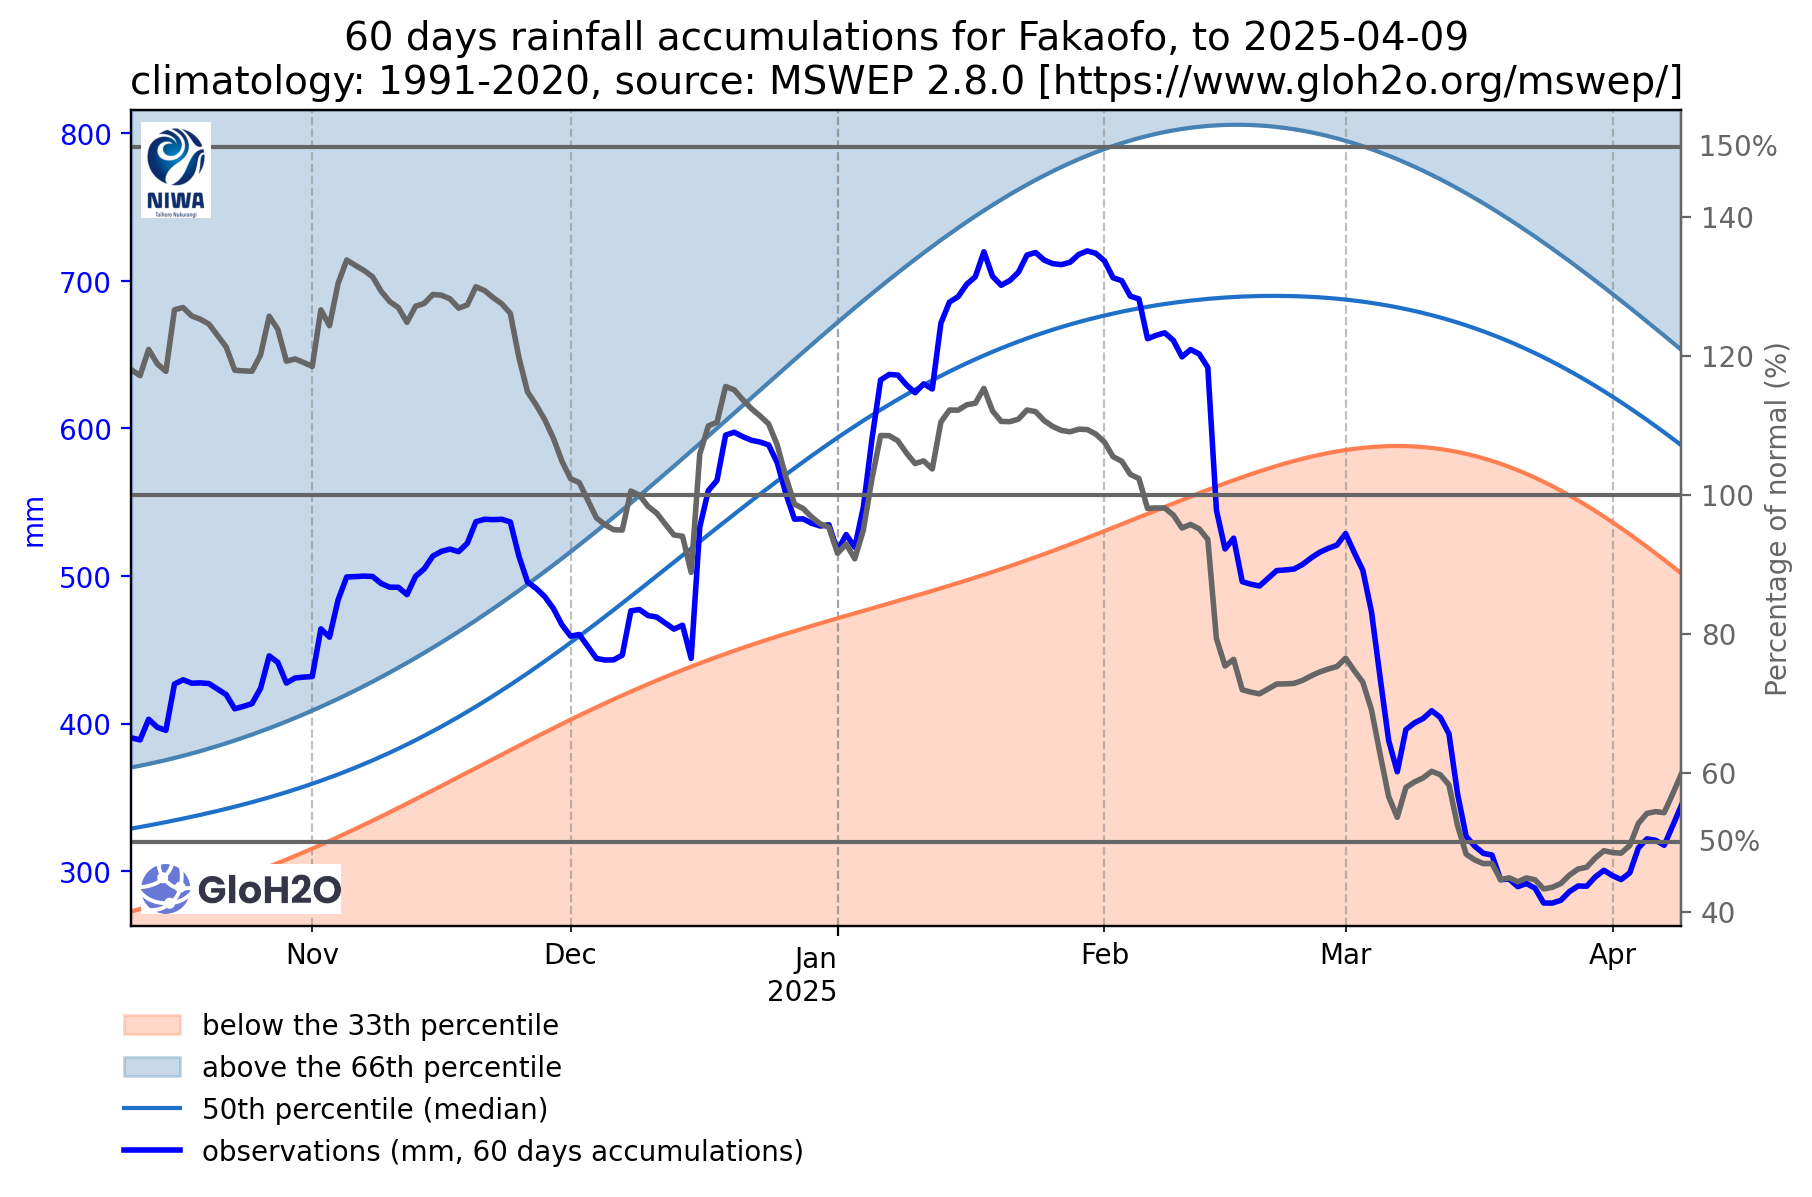 60 days rainfall accumulations for Fakaofo, to 2025-04-09
climatology: 1991-2020, source: MSWEP 2.8.0 [https://www.gloh2o.org/mswep/]
800
700
600
500
400
300
mm
NIWA
Taihoro Nukurangi
GloH2O
150%
140
120
100
80
60
50%
40
Percentage of normal (%)
Nov
Dec
Jan
2025
Feb
Mar
Apr
below the 33th percentile
above the 66th percentile
50th percentile (median)
observations (mm, 60 days accumulations)